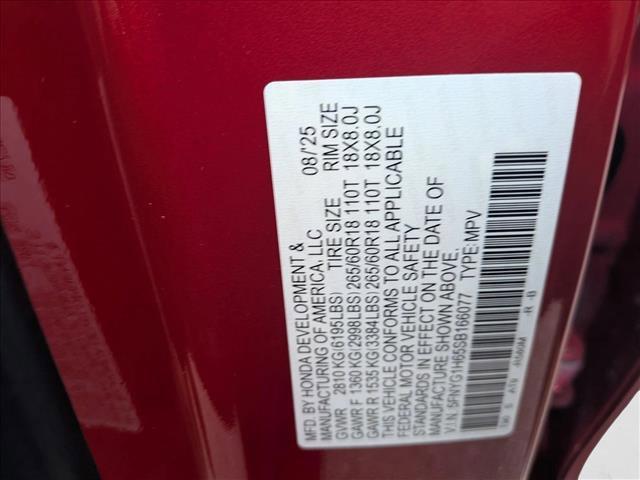 MFD. BY HONDA DEVELOPMENT &
MANUFACTURING OF AMERICA, LLC 08/'25
GVWR 2810 KG(6195LBS) TIRE SIZE RIM SIZE
GAWR F 1360 KG(2998LBS) 265/60R18 110T 18X8.0J
GAWR R 1535 KG(3384LBS) 265/60R18 110T 18X8.0J
THIS VEHICLE CONFORMS TO ALL APPLICABLE
FEDERAL MOTOR VEHICLE SAFETY
STANDARDS IN EFFECT ON THE DATE OF
MANUFACTURE SHOWN ABOVE.
V.I.N: 5FNYG1H65SB166077 TYPE: MPV
-R -B